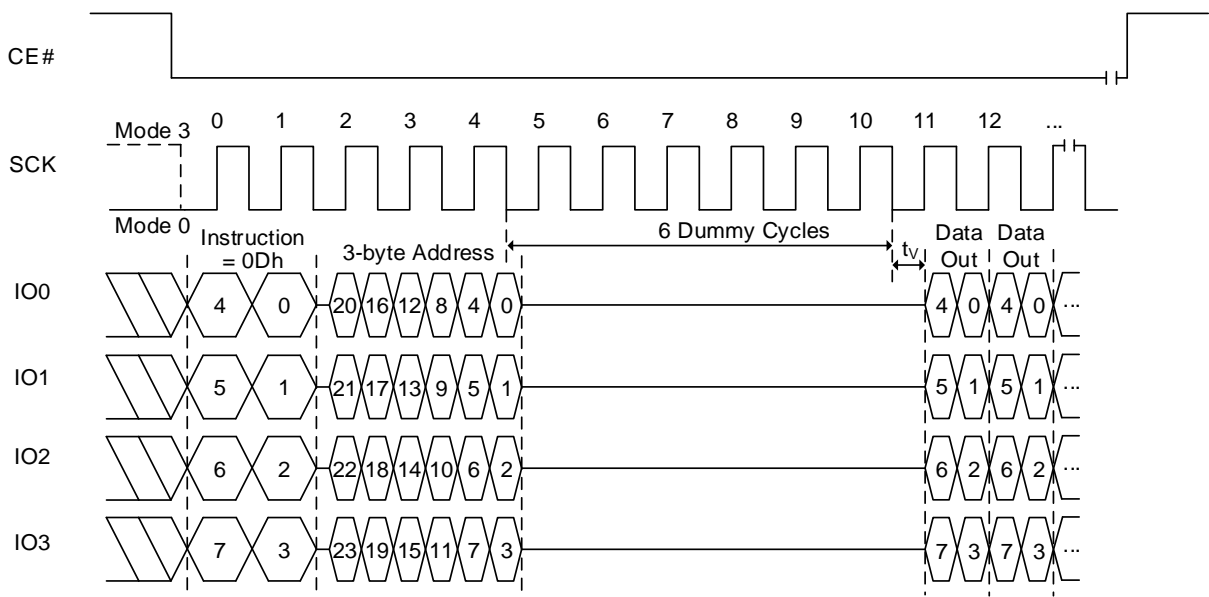 CE#
0 1 2 3 4 5 6 7 8 9 10 11 12 ...
Mode 3
SCK
Mode 0
Instruction
= 0Dh
3-byte Address
6 Dummy Cycles
tV
Data
Out
Data
Out
IO0 4 0 20 16 12 8 4 0 4 0 4 0 ...
IO1 5 1 21 17 13 9 5 1 5 1 5 1 ...
IO2 6 2 22 18 14 10 6 2 6 2 6 2 ...
IO3 7 3 23 19 15 11 7 3 7 3 7 3 ...